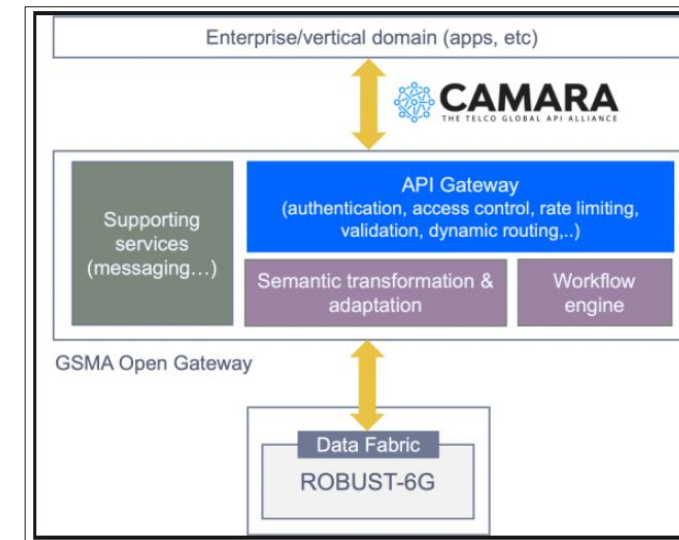 Enterprise/vertical domain (apps, etc)
CAMARA
THE TELCO GLOBAL API ALLIANCE
Supporting
services
(messaging...)
API Gateway
(authentication, access control, rate limiting,
validation, dynamic routing,..)
Semantic transformation &
adaptation
Workflow
engine
GSMA Open Gateway
Data Fabric
ROBUST-6G